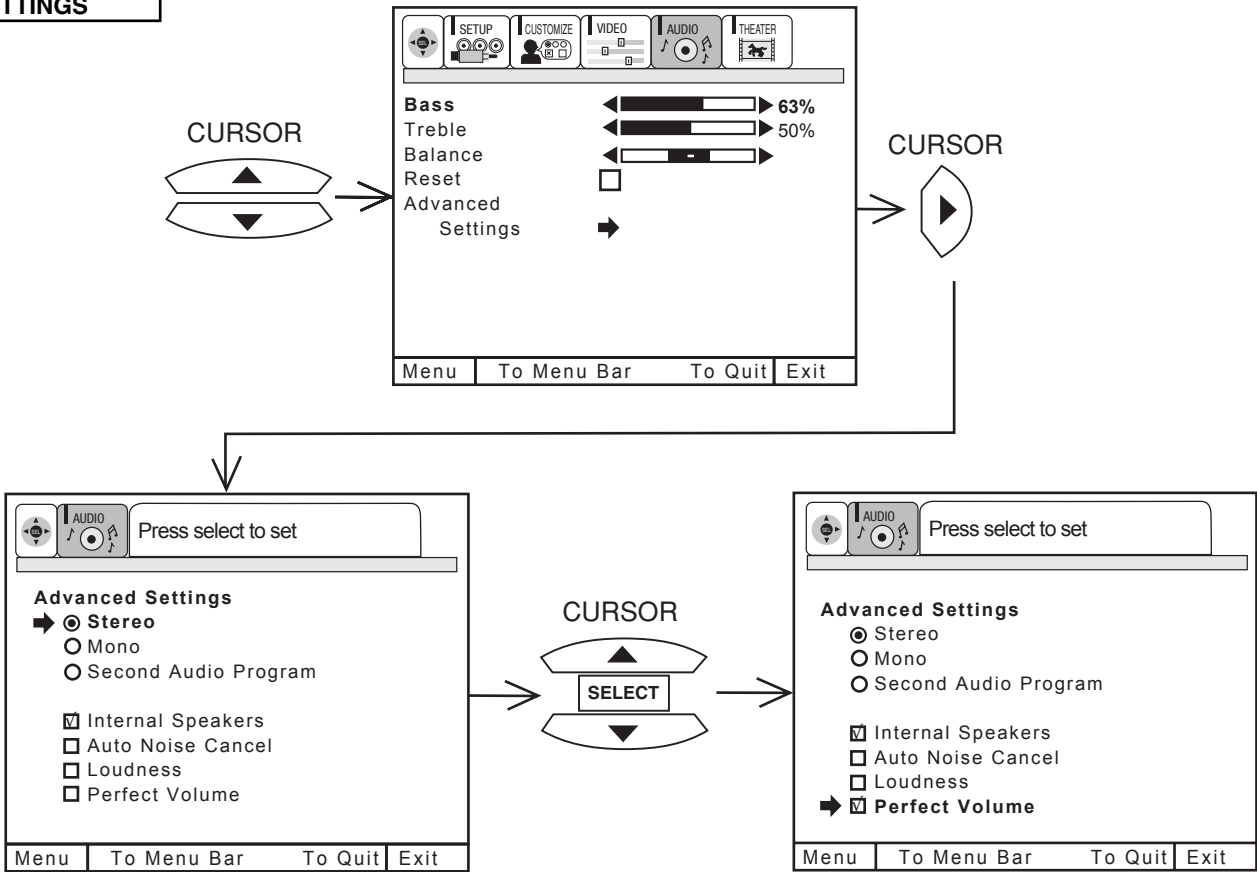 SETUP CUSTOMIZE VIDEO AUDIO THEATER
SEL
Bass 63%
Treble 50%
Balance
Reset
Advanced
Settings
Menu To Menu Bar To Quit Exit
CURSOR
CURSOR
SEL AUDIO Press select to set
Advanced Settings
Stereo
Mono
Second Audio Program
Internal Speakers
Auto Noise Cancel
Loudness
Perfect Volume
Menu To Menu Bar To Quit Exit
CURSOR
SELECT
SEL AUDIO Press select to set
Advanced Settings
Stereo
Mono
Second Audio Program
Internal Speakers
Auto Noise Cancel
Loudness
Perfect Volume
Menu To Menu Bar To Quit Exit